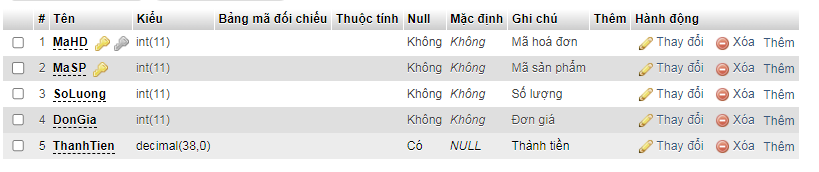 # Tên Kiểu Bảng mã đối chiếu Thuộc tính Null Mặc định Ghi chú Thêm Hành động
1 MaHD int(11) Không Không Mã hoá đơn Thay đổi Xóa Thêm
2 MaSP int(11) Không Không Mã sản phẩm Thay đổi Xóa Thêm
3 SoLuong int(11) Không Không Số lượng Thay đổi Xóa Thêm
4 DonGia int(11) Không Không Đơn giá Thay đổi Xóa Thêm
5 ThanhTien decimal(38,0) Có NULL Thành tiền Thay đổi Xóa Thêm